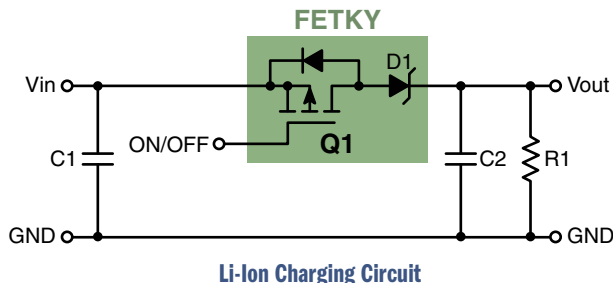 FETKY
D1
Vin
Vout
Q1
ON/OFF
C1
C2
R1
GND
GND
Li-Ion Charging Circuit